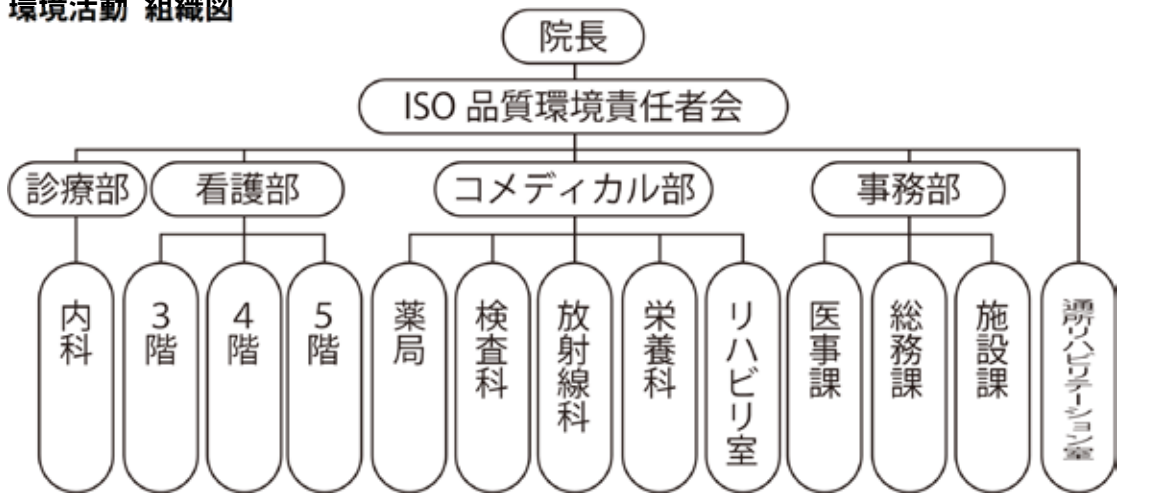 環境活動 組織図
院長
ISO 品質環境責任者会
診療部
看護部
コメディカル部
事務部
内科
3階
4階
5階
薬局
検査科
放射線科
栄養科
リハビリ室
医事課
総務課
施設課
通所リハビリテーション室